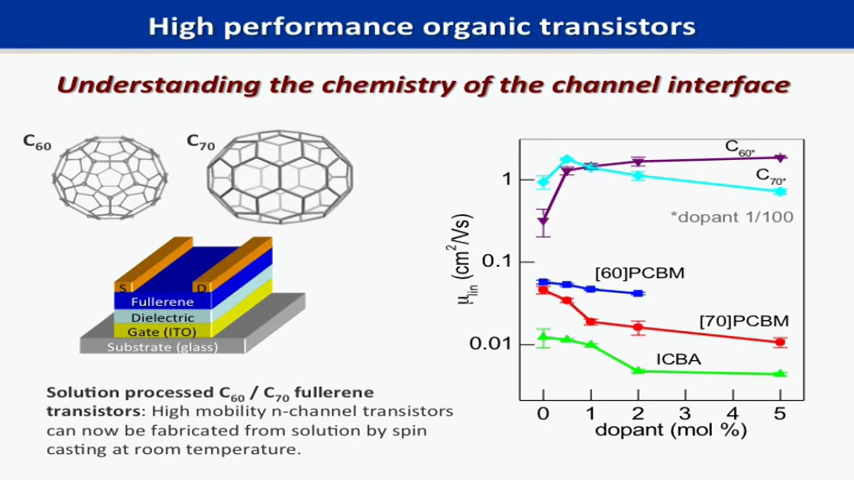 High performance organic transistors
Understanding the chemistry of the channel interface
C60
C70
S
D
Fullerene
Dielectric
Gate (ITO)
Substrate (glass)
Solution processed C60 / C70 fullerene
transistors: High mobility n-channel transistors
can now be fabricated from solution by spin
casting at room temperature.
μlin (cm²/Vs)
1
0.1
0.01
C60*
C70*
*dopant 1/100
[60]PCBM
[70]PCBM
ICBA
0 1 2 3 4 5
dopant (mol %)